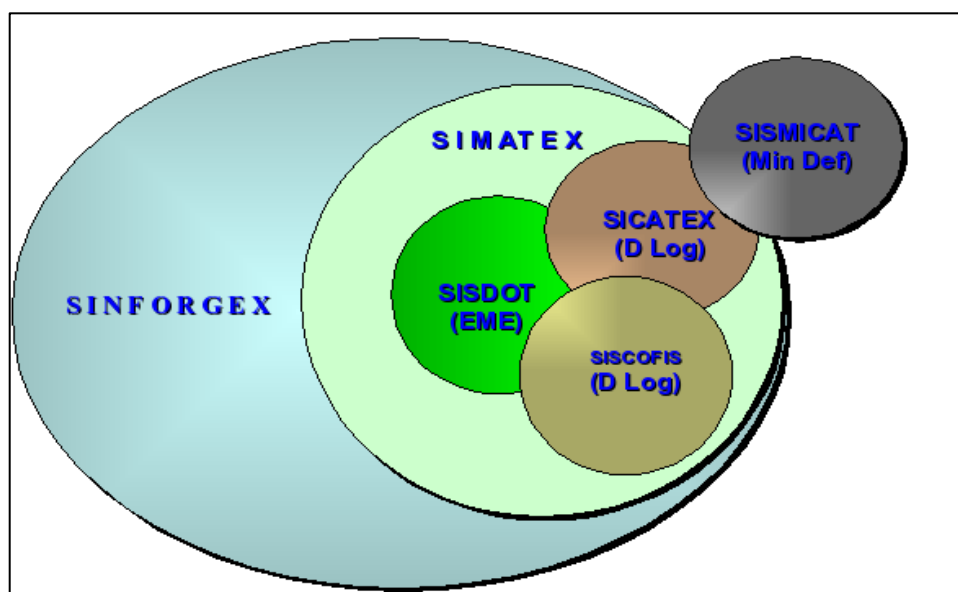 SIMATEX
SISMICAT
(Min Def)
SICATEX
(D Log)
SISDOT
(EME)
SINFORGEX
SISCOFIS
(D Log)